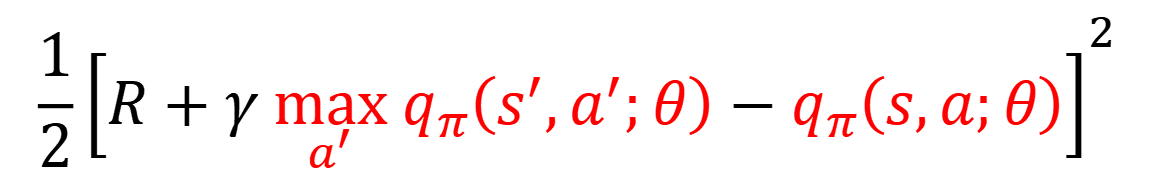 1/2 [R + γ max_{a′} q_π(s′, a′; θ) − q_π(s, a; θ)]²